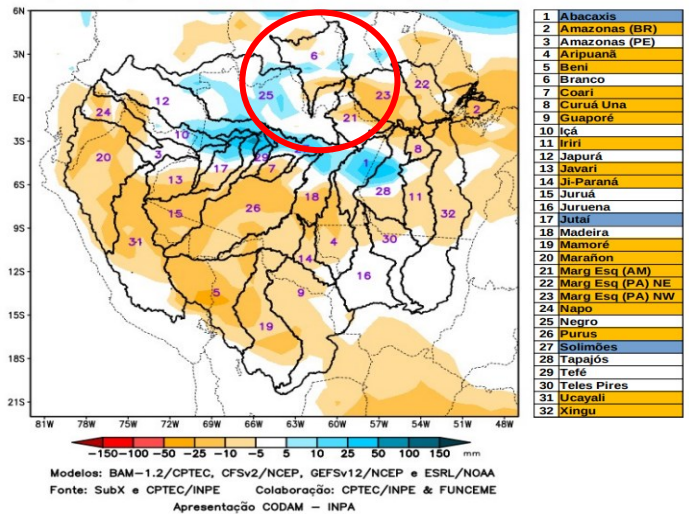 6N
3N
EQ
3S
6S
9S
12S
15S
18S
21S
81W 78W 75W 72W 69W 66W 63W 60W 57W 54W 51W 48W
6
22
12
25
23
24
2
21
10
20
3
29
7
17
1
8
13
18
28
11
15
26
32
31
4
30
14
16
5
9
19
-150 -100 -50 -25 -10 -5 5 10 25 50 100 150 mm
Modelos: BAM-1.2/CPTEC, CFSv2/NCEP, GEFSv12/NCEP e ESRL/NOAA
Fonte: SubX e CPTEC/INPE Colaboração: CPTEC/INPE & FUNCEME
Apresentação CODAM - INPA
1 Abacaxis
2 Amazonas (BR)
3 Amazonas (PE)
4 Aripuanã
5 Beni
6 Branco
7 Coari
8 Curuá Una
9 Guaporé
10 Içá
11 Iriri
12 Japurá
13 Javari
14 Ji-Paraná
15 Juruá
16 Juruena
17 Jutaí
18 Madeira
19 Mamoré
20 Marañon
21 Marg Esq (AM)
22 Marg Esq (PA) NE
23 Marg Esq (PA) NW
24 Napo
25 Negro
26 Purus
27 Solimões
28 Tapajós
29 Tefé
30 Teles Pires
31 Ucayali
32 Xingu